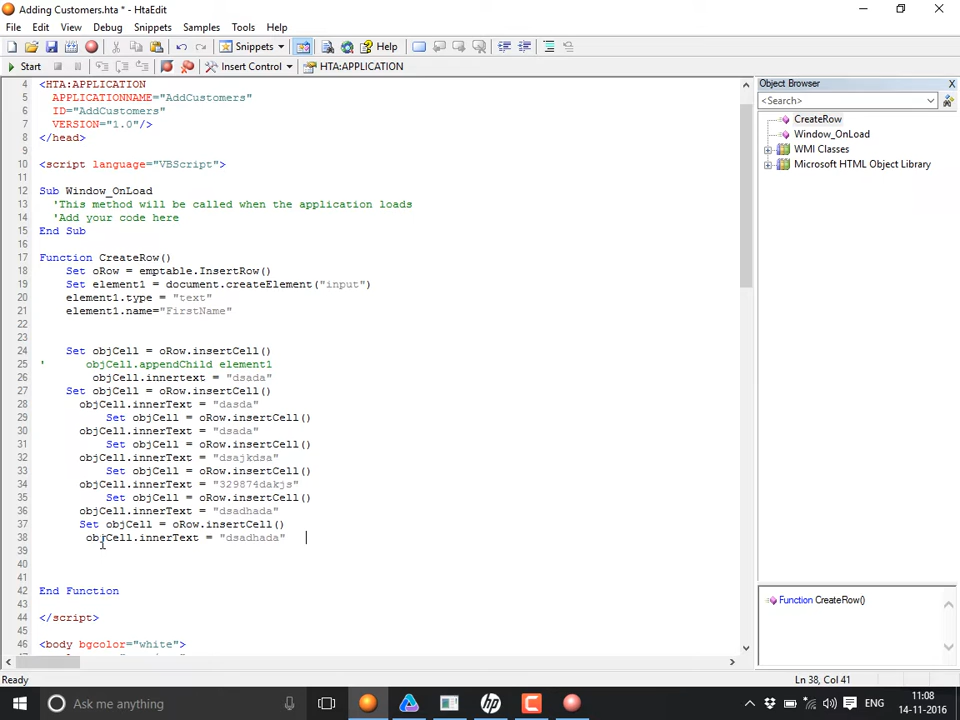 Adding Customers.hta * - HtaEdit
File Edit View Debug Snippets Samples Tools Help
Snippets Help
Start Insert Control HTA:APPLICATION
4 <HTA:APPLICATION
5 APPLICATIONNAME="AddCustomers"
6 ID="AddCustomers"
7 VERSION="1.0"/>
8 </head>
9
10 <script language="VBScript">
11
12 Sub Window_OnLoad
13 'This method will be called when the application loads
14 'Add your code here
15 End Sub
16
17 Function CreateRow()
18 Set oRow = emptable.InsertRow()
19 Set element1 = document.createElement("input")
20 element1.type = "text"
21 element1.name="FirstName"
22
23
24 Set objCell = oRow.insertCell()
25 ' objCell.appendChild element1
26 objCell.innertext = "dsada"
27 Set objCell = oRow.insertCell()
28 objCell.innerText = "dasda"
29 Set objCell = oRow.insertCell()
30 objCell.innerText = "dsada"
31 Set objCell = oRow.insertCell()
32 objCell.innerText = "dsajkdsa"
33 Set objCell = oRow.insertCell()
34 objCell.innerText = "329874dakjs"
35 Set objCell = oRow.insertCell()
36 objCell.innerText = "dsadhada"
37 Set objCell = oRow.insertCell()
38 objCell.innerText = "dsadhada"
39
40
41
42 End Function
43
44 </script>
45
46 <body bgcolor="white">
Object Browser
<Search>
CreateRow
Window_OnLoad
WMI Classes
Microsoft HTML Object Library
Function CreateRow()
Ready
Ln 38, Col 41
Ask me anything
ENG
11:08
14-11-2016